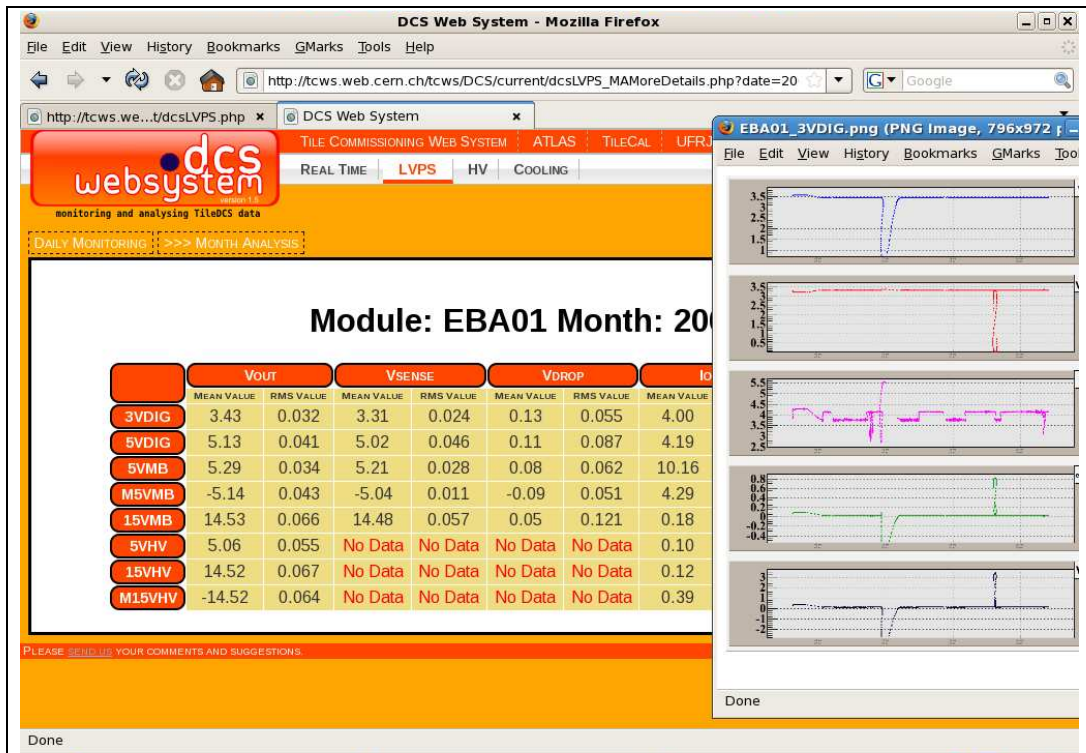 DCS Web System - Mozilla Firefox
File Edit View History Bookmarks GMarks Tools Help
http://tcws.web.cern.ch/tcws/DCS/current/dcsLVPS_MAMoreDetails.php?date=20
Google
http://tcws.we...t/dcsLVPS.php
DCS Web System
TILE COMMISSIONING WEB SYSTEM ATLAS TILECAL UFRJ
dcs
websystem
version 1.5
monitoring and analysing TileDCS data
REAL TIME LVPS HV COOLING
DAILY MONITORING >>> MONTH ANALYSIS
Module: EBA01 Month: 200
VOUT VSENSE VDROP IO
MEAN VALUE RMS VALUE MEAN VALUE RMS VALUE MEAN VALUE RMS VALUE MEAN VALUE
3VDIG 3.43 0.032 3.31 0.024 0.13 0.055 4.00
5VDIG 5.13 0.041 5.02 0.046 0.11 0.087 4.19
5VMB 5.29 0.034 5.21 0.028 0.08 0.062 10.16
M5VMB -5.14 0.043 -5.04 0.011 -0.09 0.051 4.29
15VMB 14.53 0.066 14.48 0.057 0.05 0.121 0.18
5VHV 5.06 0.055 No Data No Data No Data No Data 0.10
15VHV 14.52 0.067 No Data No Data No Data No Data 0.12
M15VHV -14.52 0.064 No Data No Data No Data No Data 0.39
PLEASE SEND US YOUR COMMENTS AND SUGGESTIONS.
Done
EBA01_3VDIG.png (PNG Image, 796x972 p
File Edit View History Bookmarks GMarks Too
3.5
3
2.5
2
1.5
1
3.5
3
2.5
2
1.5
1
0.5
5.5
5
4.5
4
3.5
3
2.5
0.8
0.6
0.4
0.2
0
-0.2
-0.4
3
2
1
0
-1
-2
Done